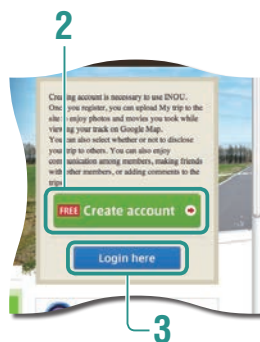 2
Creating account is necessary to use INOU.
Once you register, you can upload My trip to the
site to enjoy photos and movies you took while
viewing your track on Google Map.
You can also select whether or not to disclose
your trip to others. You can also enjoy
communication among members, making friends
with other members, or adding comments to the
trips.
FREE Create account
Login here
3